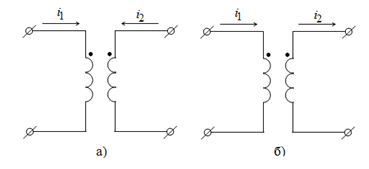 i₁ i₂ i₁ i₂
а) б)